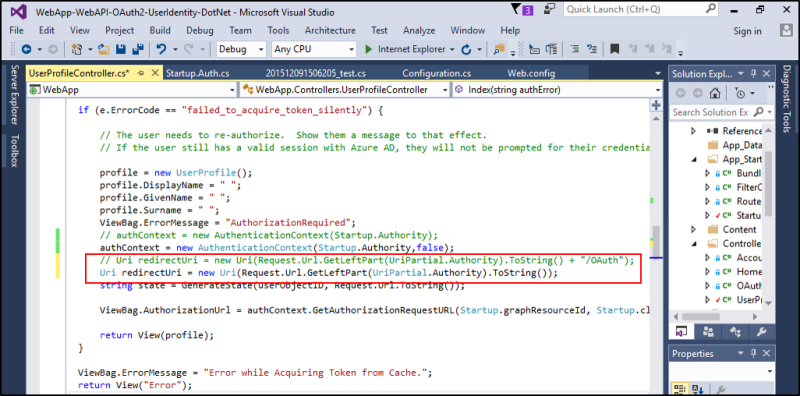 WebApp-WebAPI-OAuth2-UserIdentity-DotNet - Microsoft Visual Studio
3
Quick Launch (Ctrl+Q)
File Edit View Project Build Debug Team Tools Architecture Test Analyze Window Help
Sign in
Debug Any CPU Internet Explorer
Server Explorer
Toolbox
UserProfileController.cs* Startup.Auth.cs 201512091506205_test.cs Configuration.cs Web.config
WebApp WebApp.Controllers.UserProfileController Index(string authError)
if (e.ErrorCode == "failed_to_acquire_token_silently") {
// The user needs to re-authorize.  Show them a message to that effect.
// If the user still has a valid session with Azure AD, they will not be prompted for their credentia
profile = new UserProfile();
profile.DisplayName = " ";
profile.GivenName = " ";
profile.Surname = " ";
ViewBag.ErrorMessage = "AuthorizationRequired";
// authContext = new AuthenticationContext(Startup.Authority);
authContext = new AuthenticationContext(Startup.Authority,false);
// Uri redirectUri = new Uri(Request.Url.GetLeftPart(UriPartial.Authority).ToString() + "/OAuth");
Uri redirectUri = new Uri(Request.Url.GetLeftPart(UriPartial.Authority).ToString());
string state = GenerateState(userObjectID, Request.Url.ToString());
ViewBag.AuthorizationUrl = authContext.GetAuthorizationRequestURL(Startup.graphResourceId, Startup.cl
return View(profile);
}
ViewBag.ErrorMessage = "Error while Acquiring Token from Cache.";
return View("Error");
Solution Expl...
Search Solution Ex
Reference
App_Data
App_Start
C# Bundl
C# FilterC
C# Route
C# Startu
Content
Controlle
C# Accou
C# Home
C# OAut
C# UserP
Properties
Diagnostic Tools